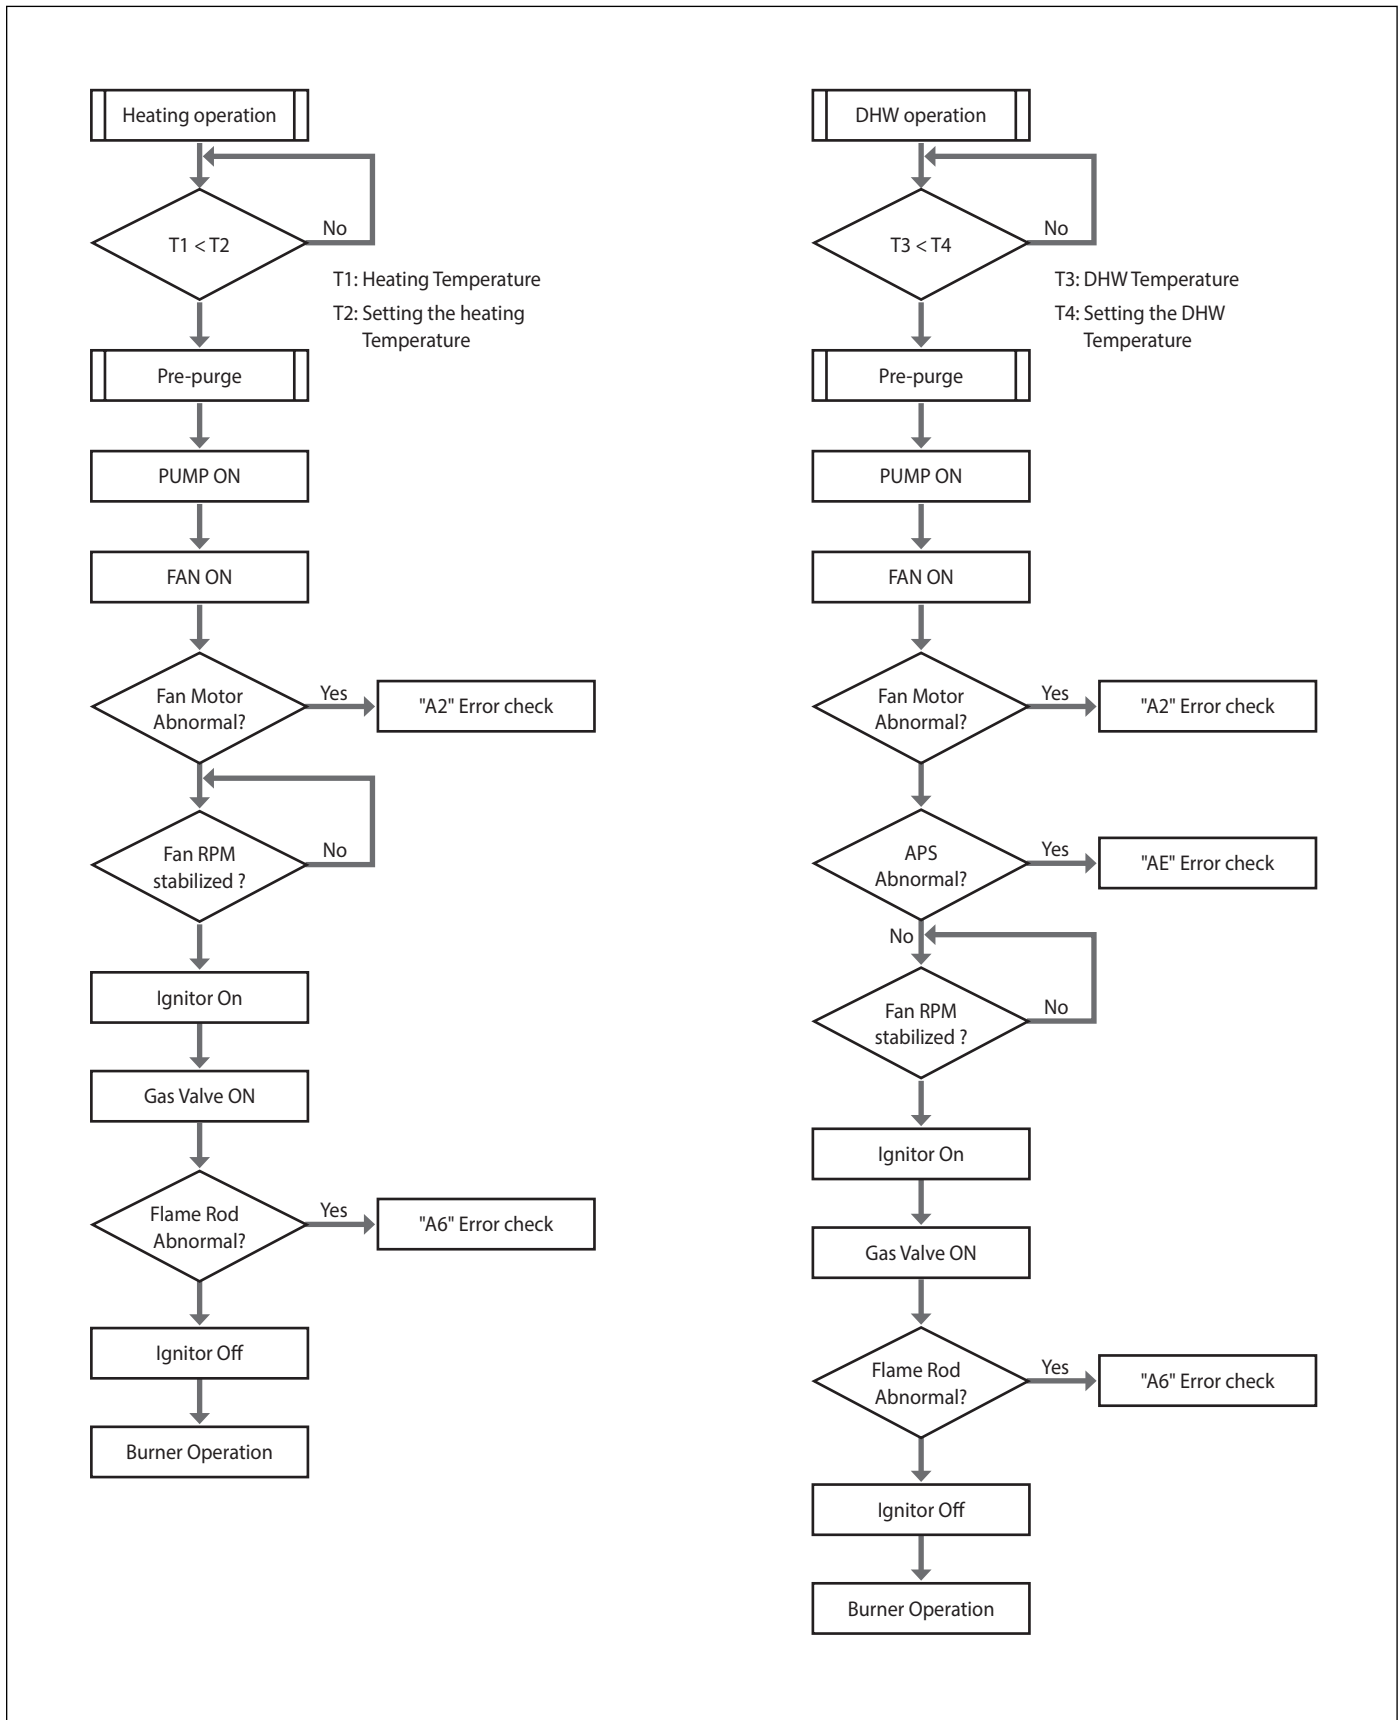 Heating operation
T1 < T2
No
T1: Heating Temperature
T2: Setting the heating
Temperature
Pre-purge
PUMP ON
FAN ON
Fan Motor
Abnormal?
Yes
"A2" Error check
Fan RPM
stabilized ?
No
Ignitor On
Gas Valve ON
Flame Rod
Abnormal?
Yes
"A6" Error check
Ignitor Off
Burner Operation
DHW operation
T3 < T4
No
T3: DHW Temperature
T4: Setting the DHW
Temperature
Pre-purge
PUMP ON
FAN ON
Fan Motor
Abnormal?
Yes
"A2" Error check
APS
Abnormal?
Yes
"AE" Error check
No
Fan RPM
stabilized ?
No
Ignitor On
Gas Valve ON
Flame Rod
Abnormal?
Yes
"A6" Error check
Ignitor Off
Burner Operation